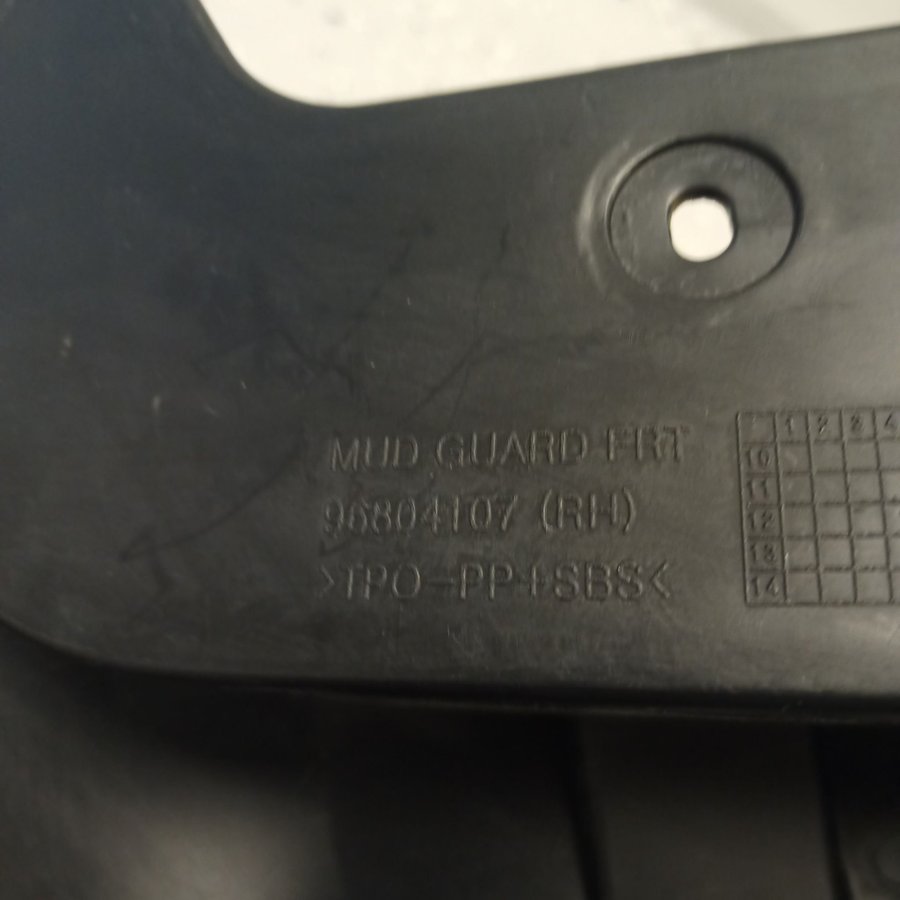 MUD GUARD FRT
96804107 (RH)
>TPO-PP+SBS<
1 2 3 4
10
11
12
13
14